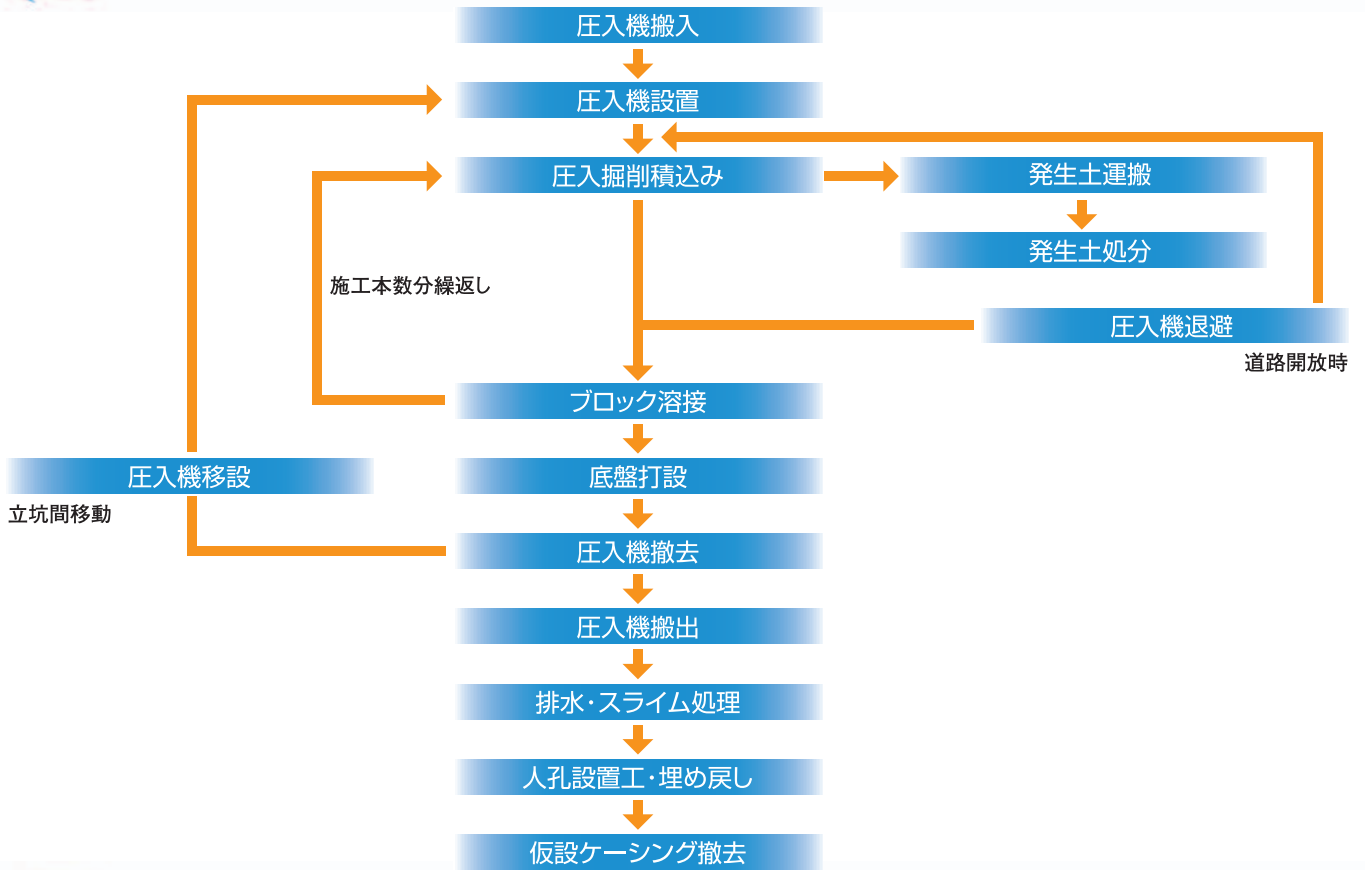 圧入機搬入
圧入機設置
圧入掘削積込み
発生土運搬
発生土処分
施工本数分繰返し
圧入機退避
道路開放時
ブロック溶接
圧入機移設
立坑間移動
底盤打設
圧入機撤去
圧入機搬出
排水・スライム処理
人孔設置工・埋め戻し
仮設ケーシング撤去